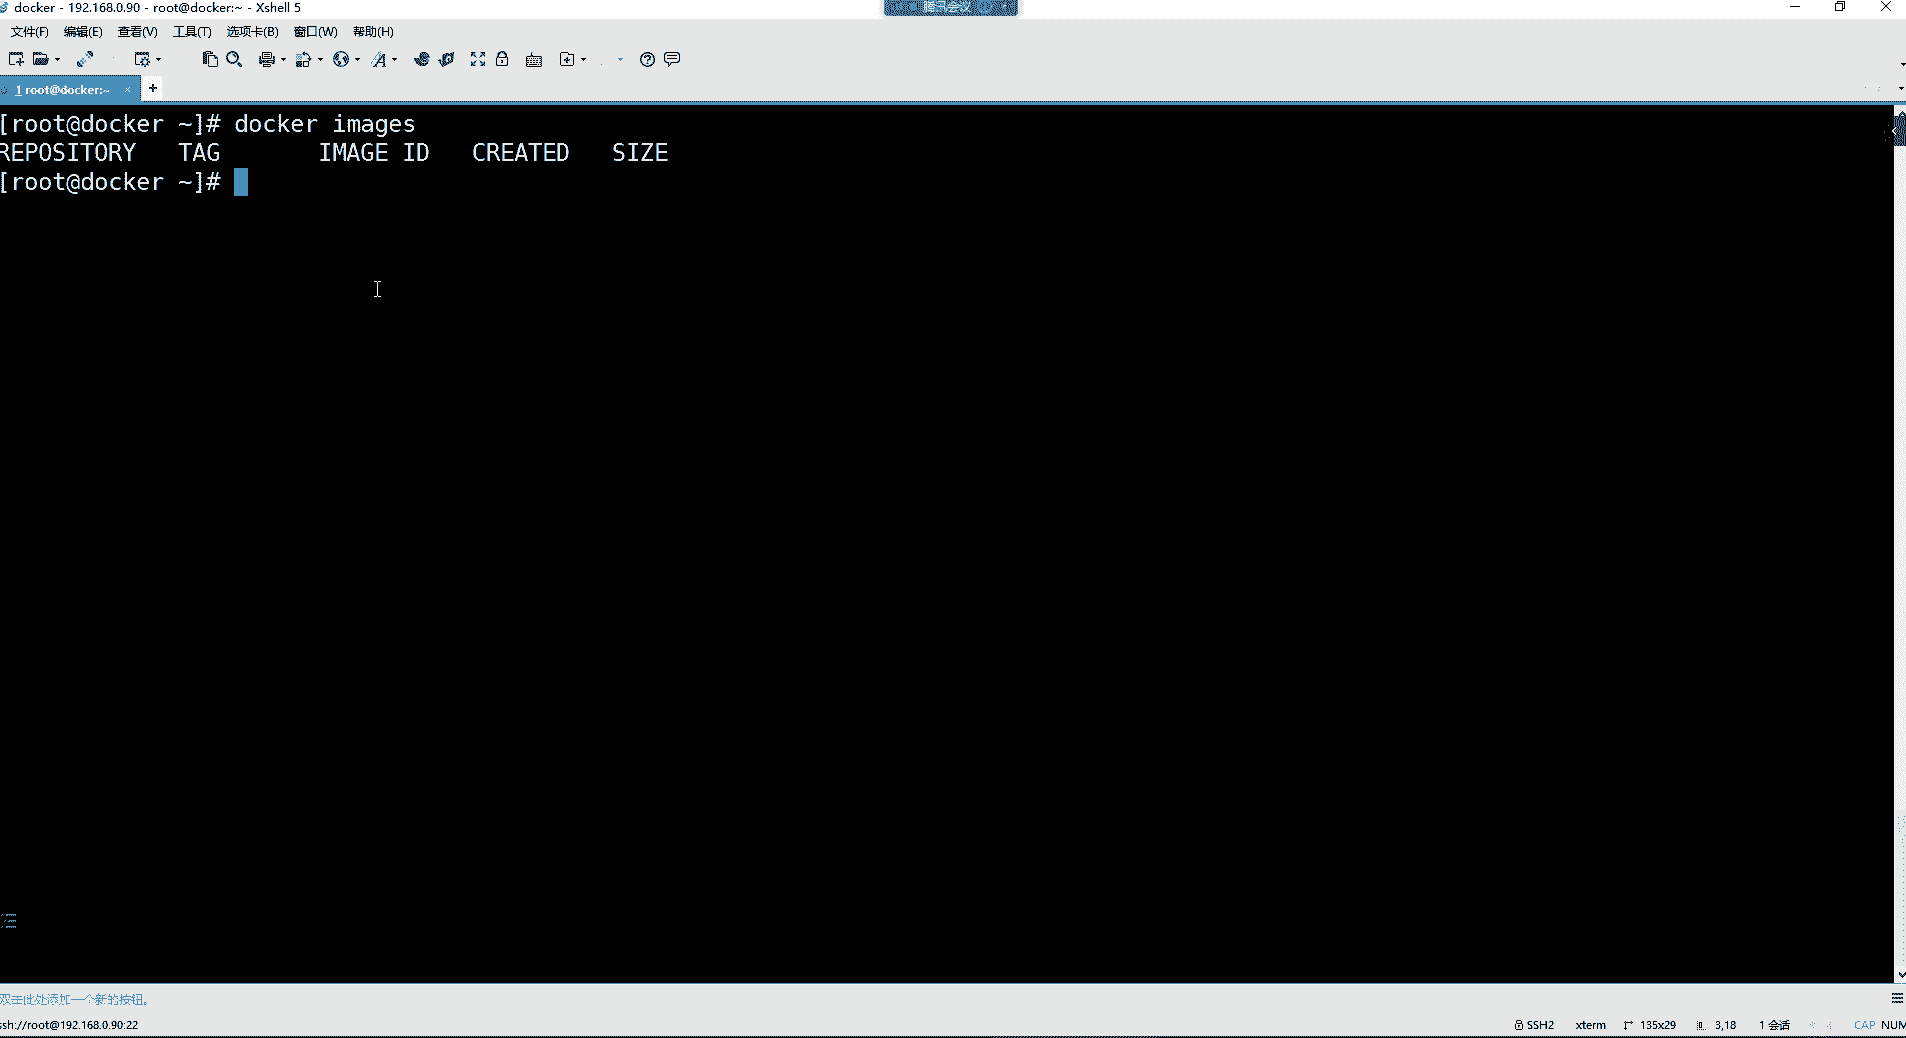 docker - 192.168.0.90 - root@docker:~ - Xshell 5
腾讯会议
文件(F) 编辑(E) 查看(V) 工具(T) 选项卡(B) 窗口(W) 帮助(H)
1 root@docker:~ × +
[root@docker ~]# docker images
REPOSITORY TAG IMAGE ID CREATED SIZE
[root@docker ~]#
双击此处添加一个新的按钮。
ssh://root@192.168.0.90:22 SSH2 xterm 135x29 3,18 1 会话 CAP NUM